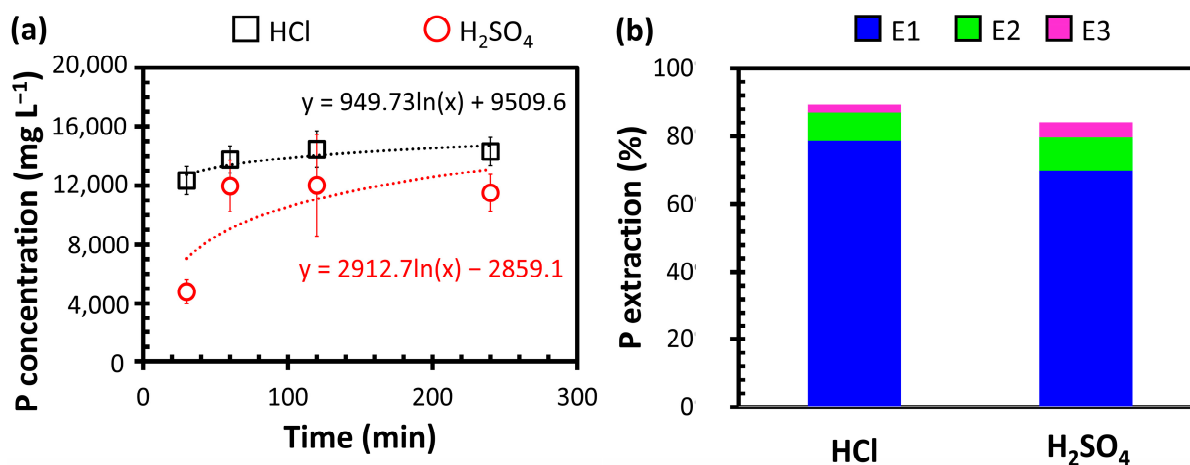 (a) HCl H₂SO₄
20,000
16,000
12,000
8,000
4,000
0
P concentration (mg L⁻¹)
y = 949.73ln(x) + 9509.6
y = 2912.7ln(x) − 2859.1
0 100 200 300
Time (min)
(b) E1 E2 E3
100
80
60
40
20
0
P extraction (%)
HCl H₂SO₄